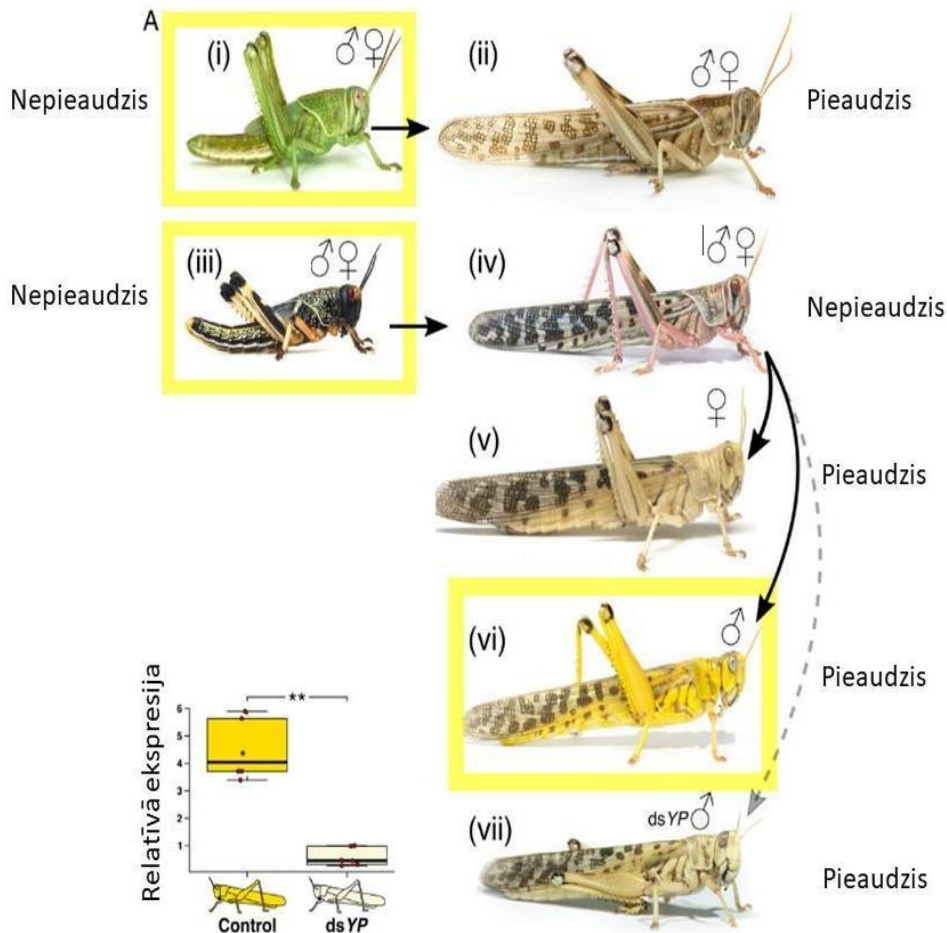 A
(i) ♂♀
(ii) ♂♀
Nepieaudzis
Pieaudzis
(iii) ♂♀
(iv) |♂♀
Nepieaudzis
Nepieaudzis
(v) ♀
Pieaudzis
(vi) ♂
Pieaudzis
Relatīvā ekspresija
**
6
5
4
3
2
1
Control
dsYP
(vii) dsYP♂
Pieaudzis